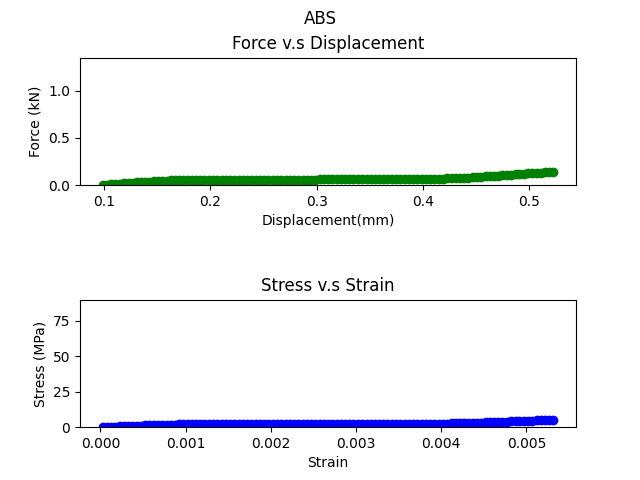 ABS
Force v.s Displacement
Force (kN)
1.0
0.5
0.0
0.1 0.2 0.3 0.4 0.5
Displacement(mm)
Stress v.s Strain
Stress (MPa)
75
50
25
0
0.000 0.001 0.002 0.003 0.004 0.005
Strain